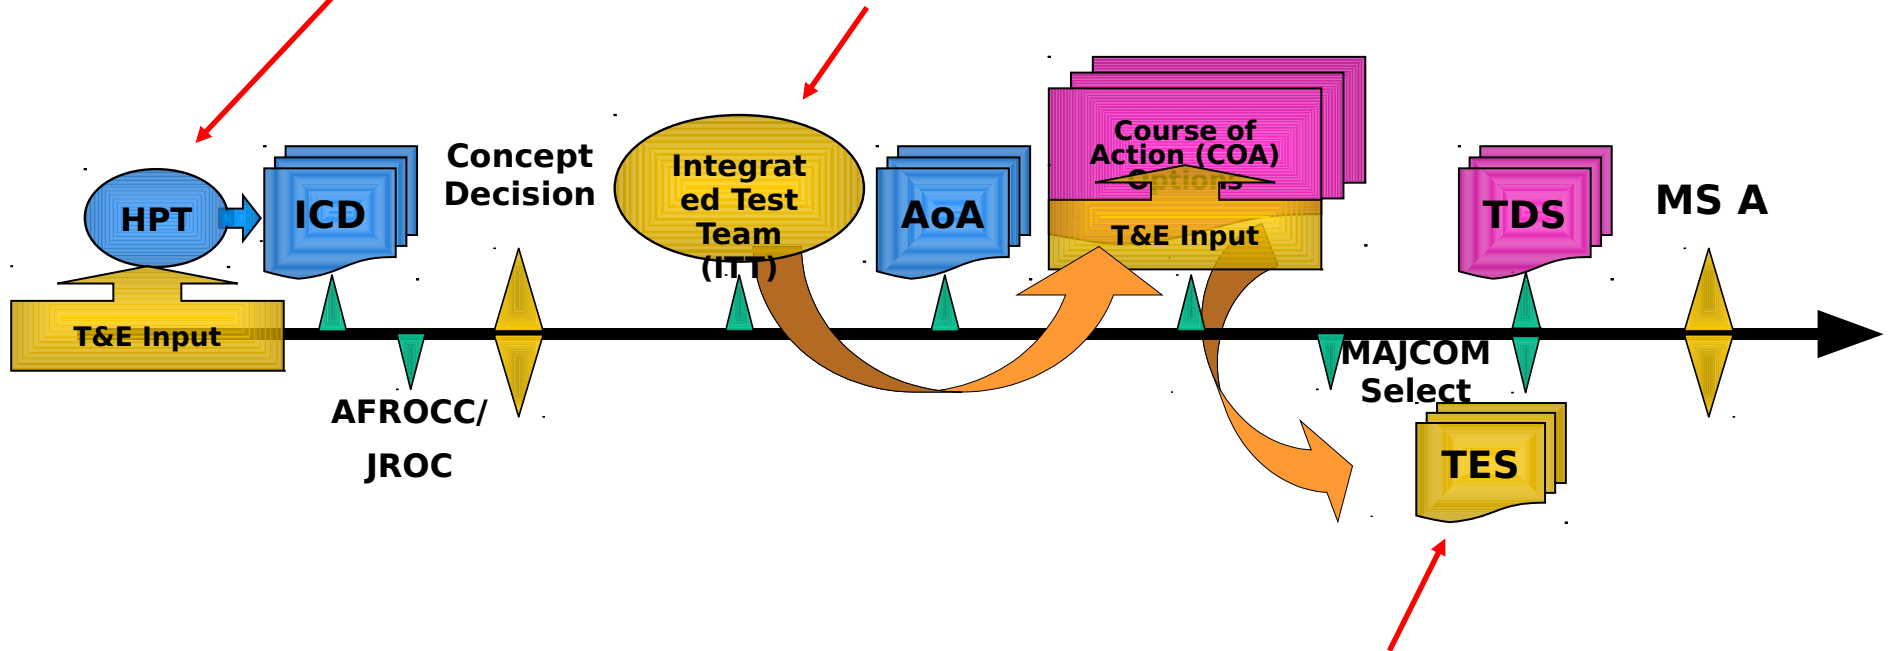 HPT
T&E Input
ICD
AFROCC/
JROC
Concept
Decision
Integrat
ed Test
Team
(ITT)
AoA
Course of
Action (COA)
Options
T&E Input
MAJCOM
Select
TDS
TES
MS A